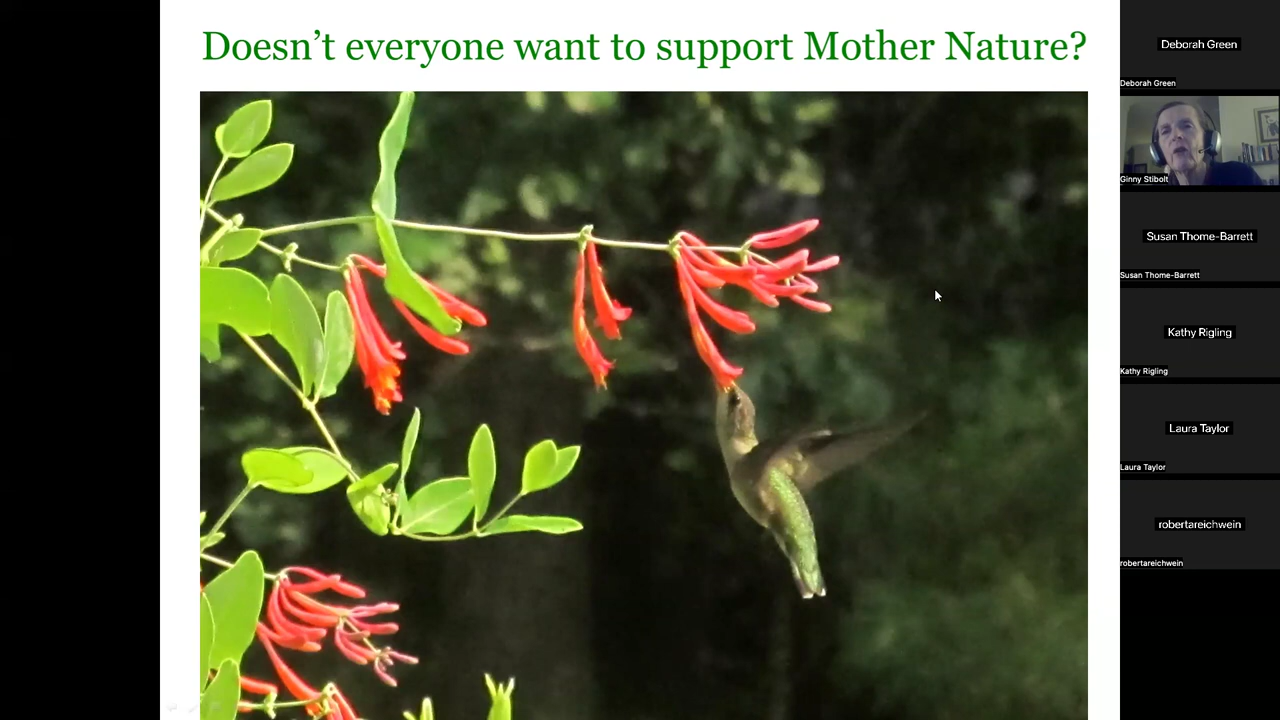 Doesn't everyone want to support Mother Nature?
Deborah Green
Deborah Green
Ginny Stibolt
Susan Thome-Barrett
Susan Thome-Barrett
Kathy Rigling
Kathy Rigling
Laura Taylor
Laura Taylor
robertareichwein
robertareichwein